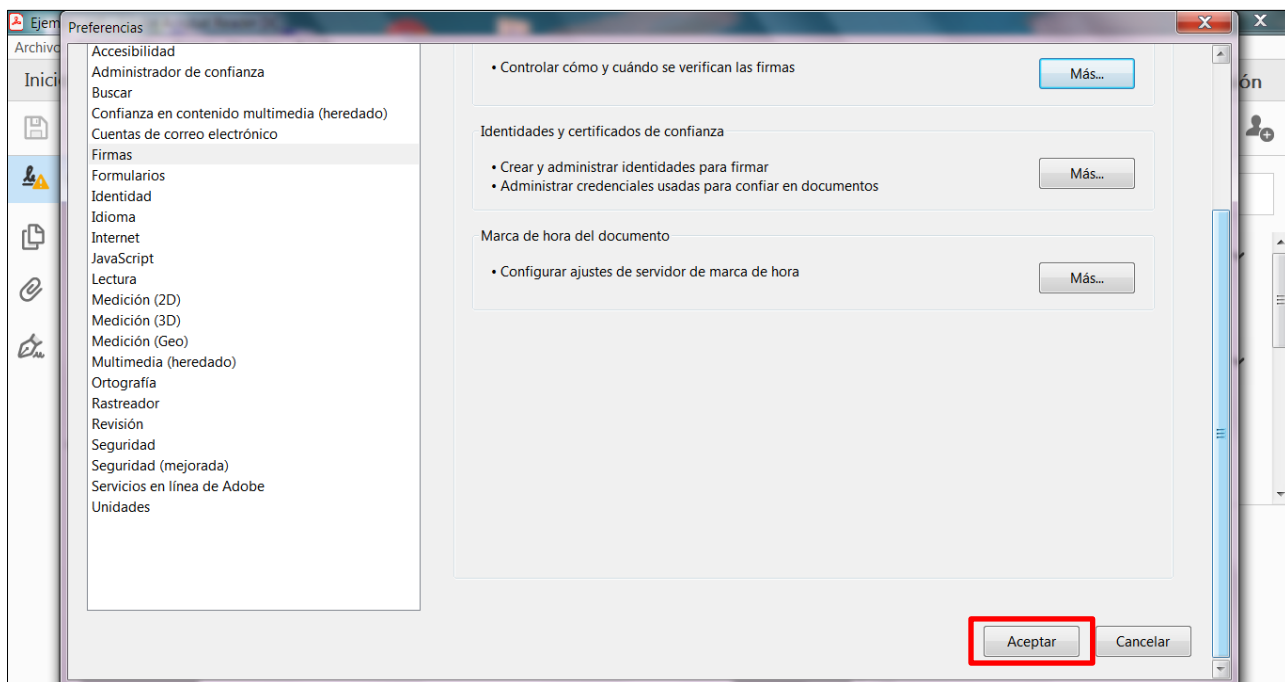 Ejem
Preferencias
X
X
Archivo
Inici
ón
Accesibilidad
Administrador de confianza
Buscar
Confianza en contenido multimedia (heredado)
Cuentas de correo electrónico
Firmas
Formularios
Identidad
Idioma
Internet
JavaScript
Lectura
Medición (2D)
Medición (3D)
Medición (Geo)
Multimedia (heredado)
Ortografía
Rastreador
Revisión
Seguridad
Seguridad (mejorada)
Servicios en línea de Adobe
Unidades
• Controlar cómo y cuándo se verifican las firmas
Más...
Identidades y certificados de confianza
• Crear y administrar identidades para firmar
• Administrar credenciales usadas para confiar en documentos
Más...
Marca de hora del documento
• Configurar ajustes de servidor de marca de hora
Más...
Aceptar
Cancelar